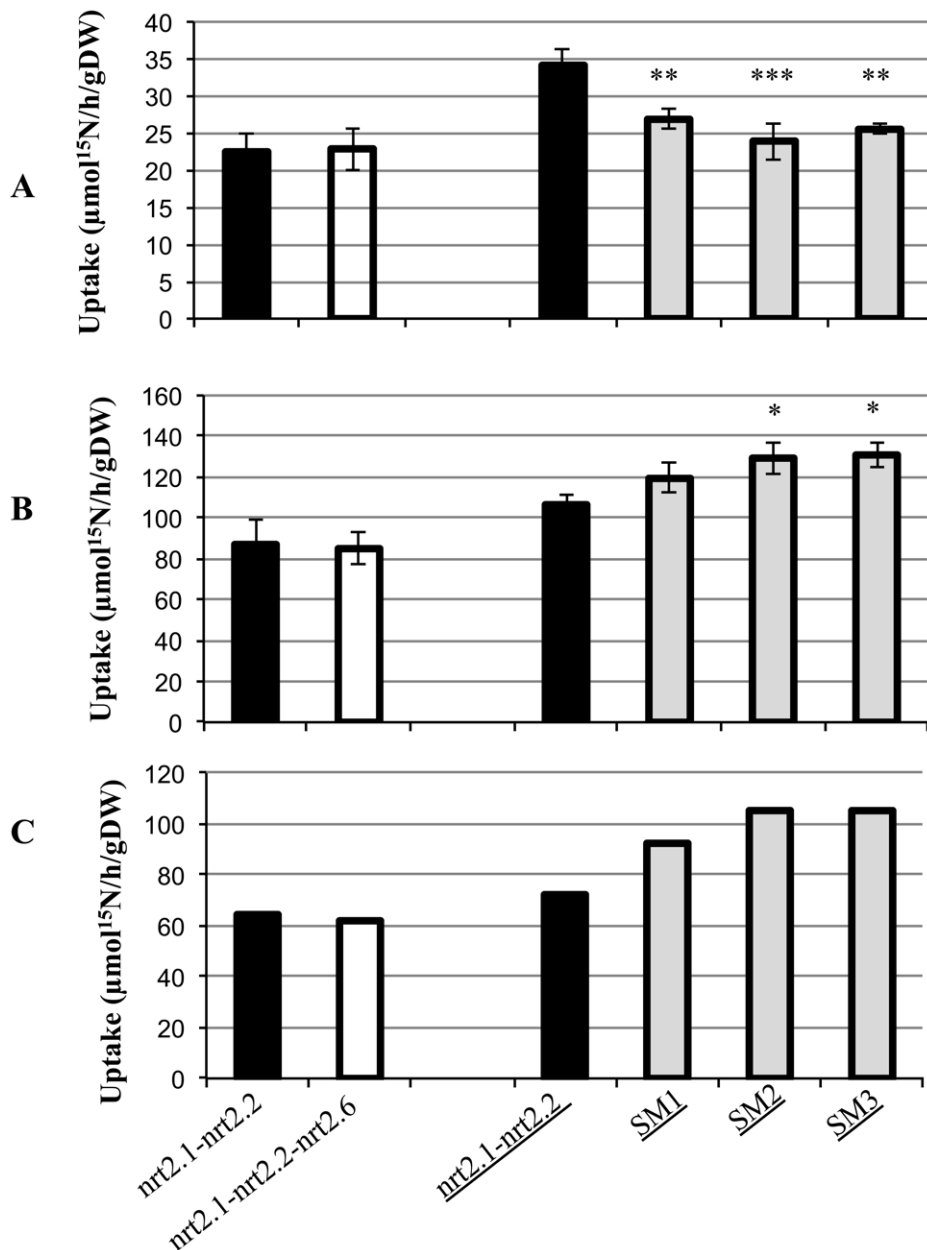 A
Uptake (µmol¹⁵N/h/gDW)
40
35
30
25
20
15
10
5
0
**
***
**
B
Uptake (µmol¹⁵N/h/gDW)
160
140
120
100
80
60
40
20
0
*
*
C
Uptake (µmol¹⁵N/h/gDW)
120
100
80
60
40
20
0
nrt2.1-nrt2.2
nrt2.1-nrt2.2-nrt2.6
nrt2.1-nrt2.2
SM1
SM2
SM3